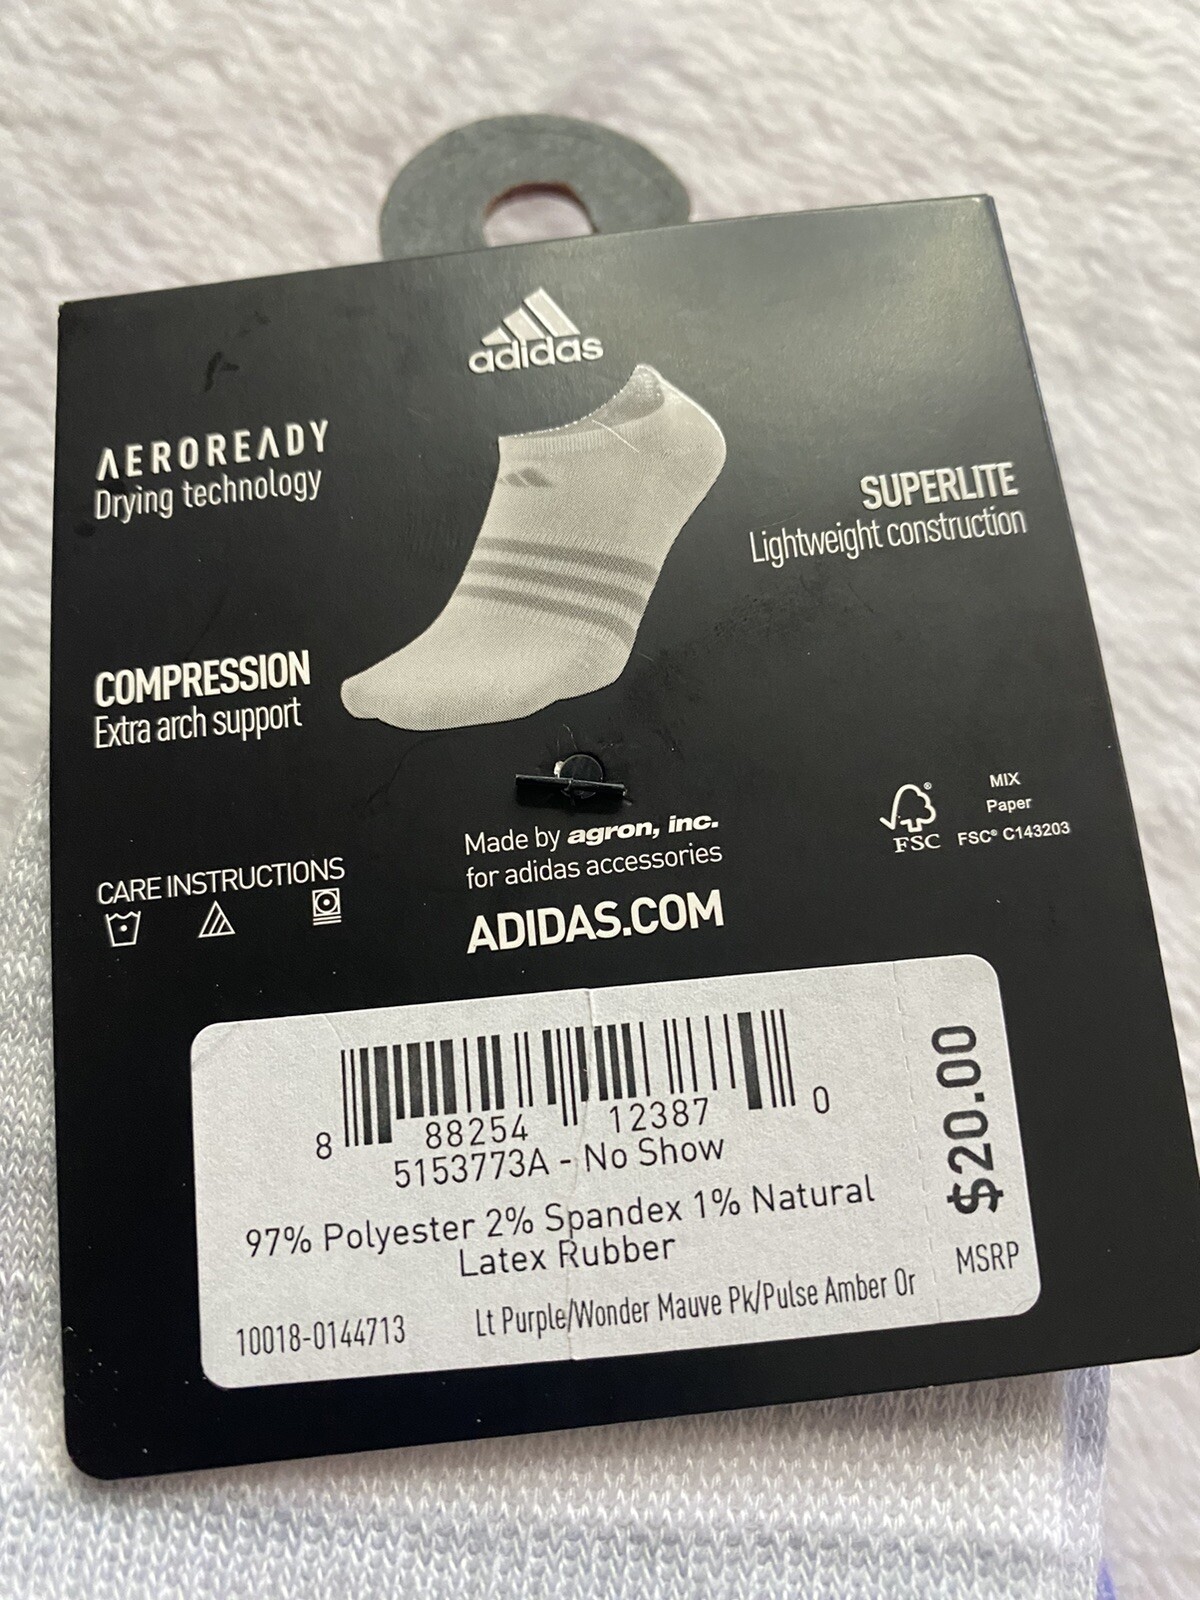 adidas
AEROREADY
Drying technology
SUPERLITE
Lightweight construction
COMPRESSION
Extra arch support
Made by agron, inc.
for adidas accessories
ADIDAS.COM
CARE INSTRUCTIONS
FSC®
MIX
Paper
FSC® C143203
8 88254 12387 0
5153773A - No Show
97% Polyester 2% Spandex 1% Natural
Latex Rubber
10018-0144713
Lt Purple/Wonder Mauve Pk/Pulse Amber Or
$20.00
MSRP